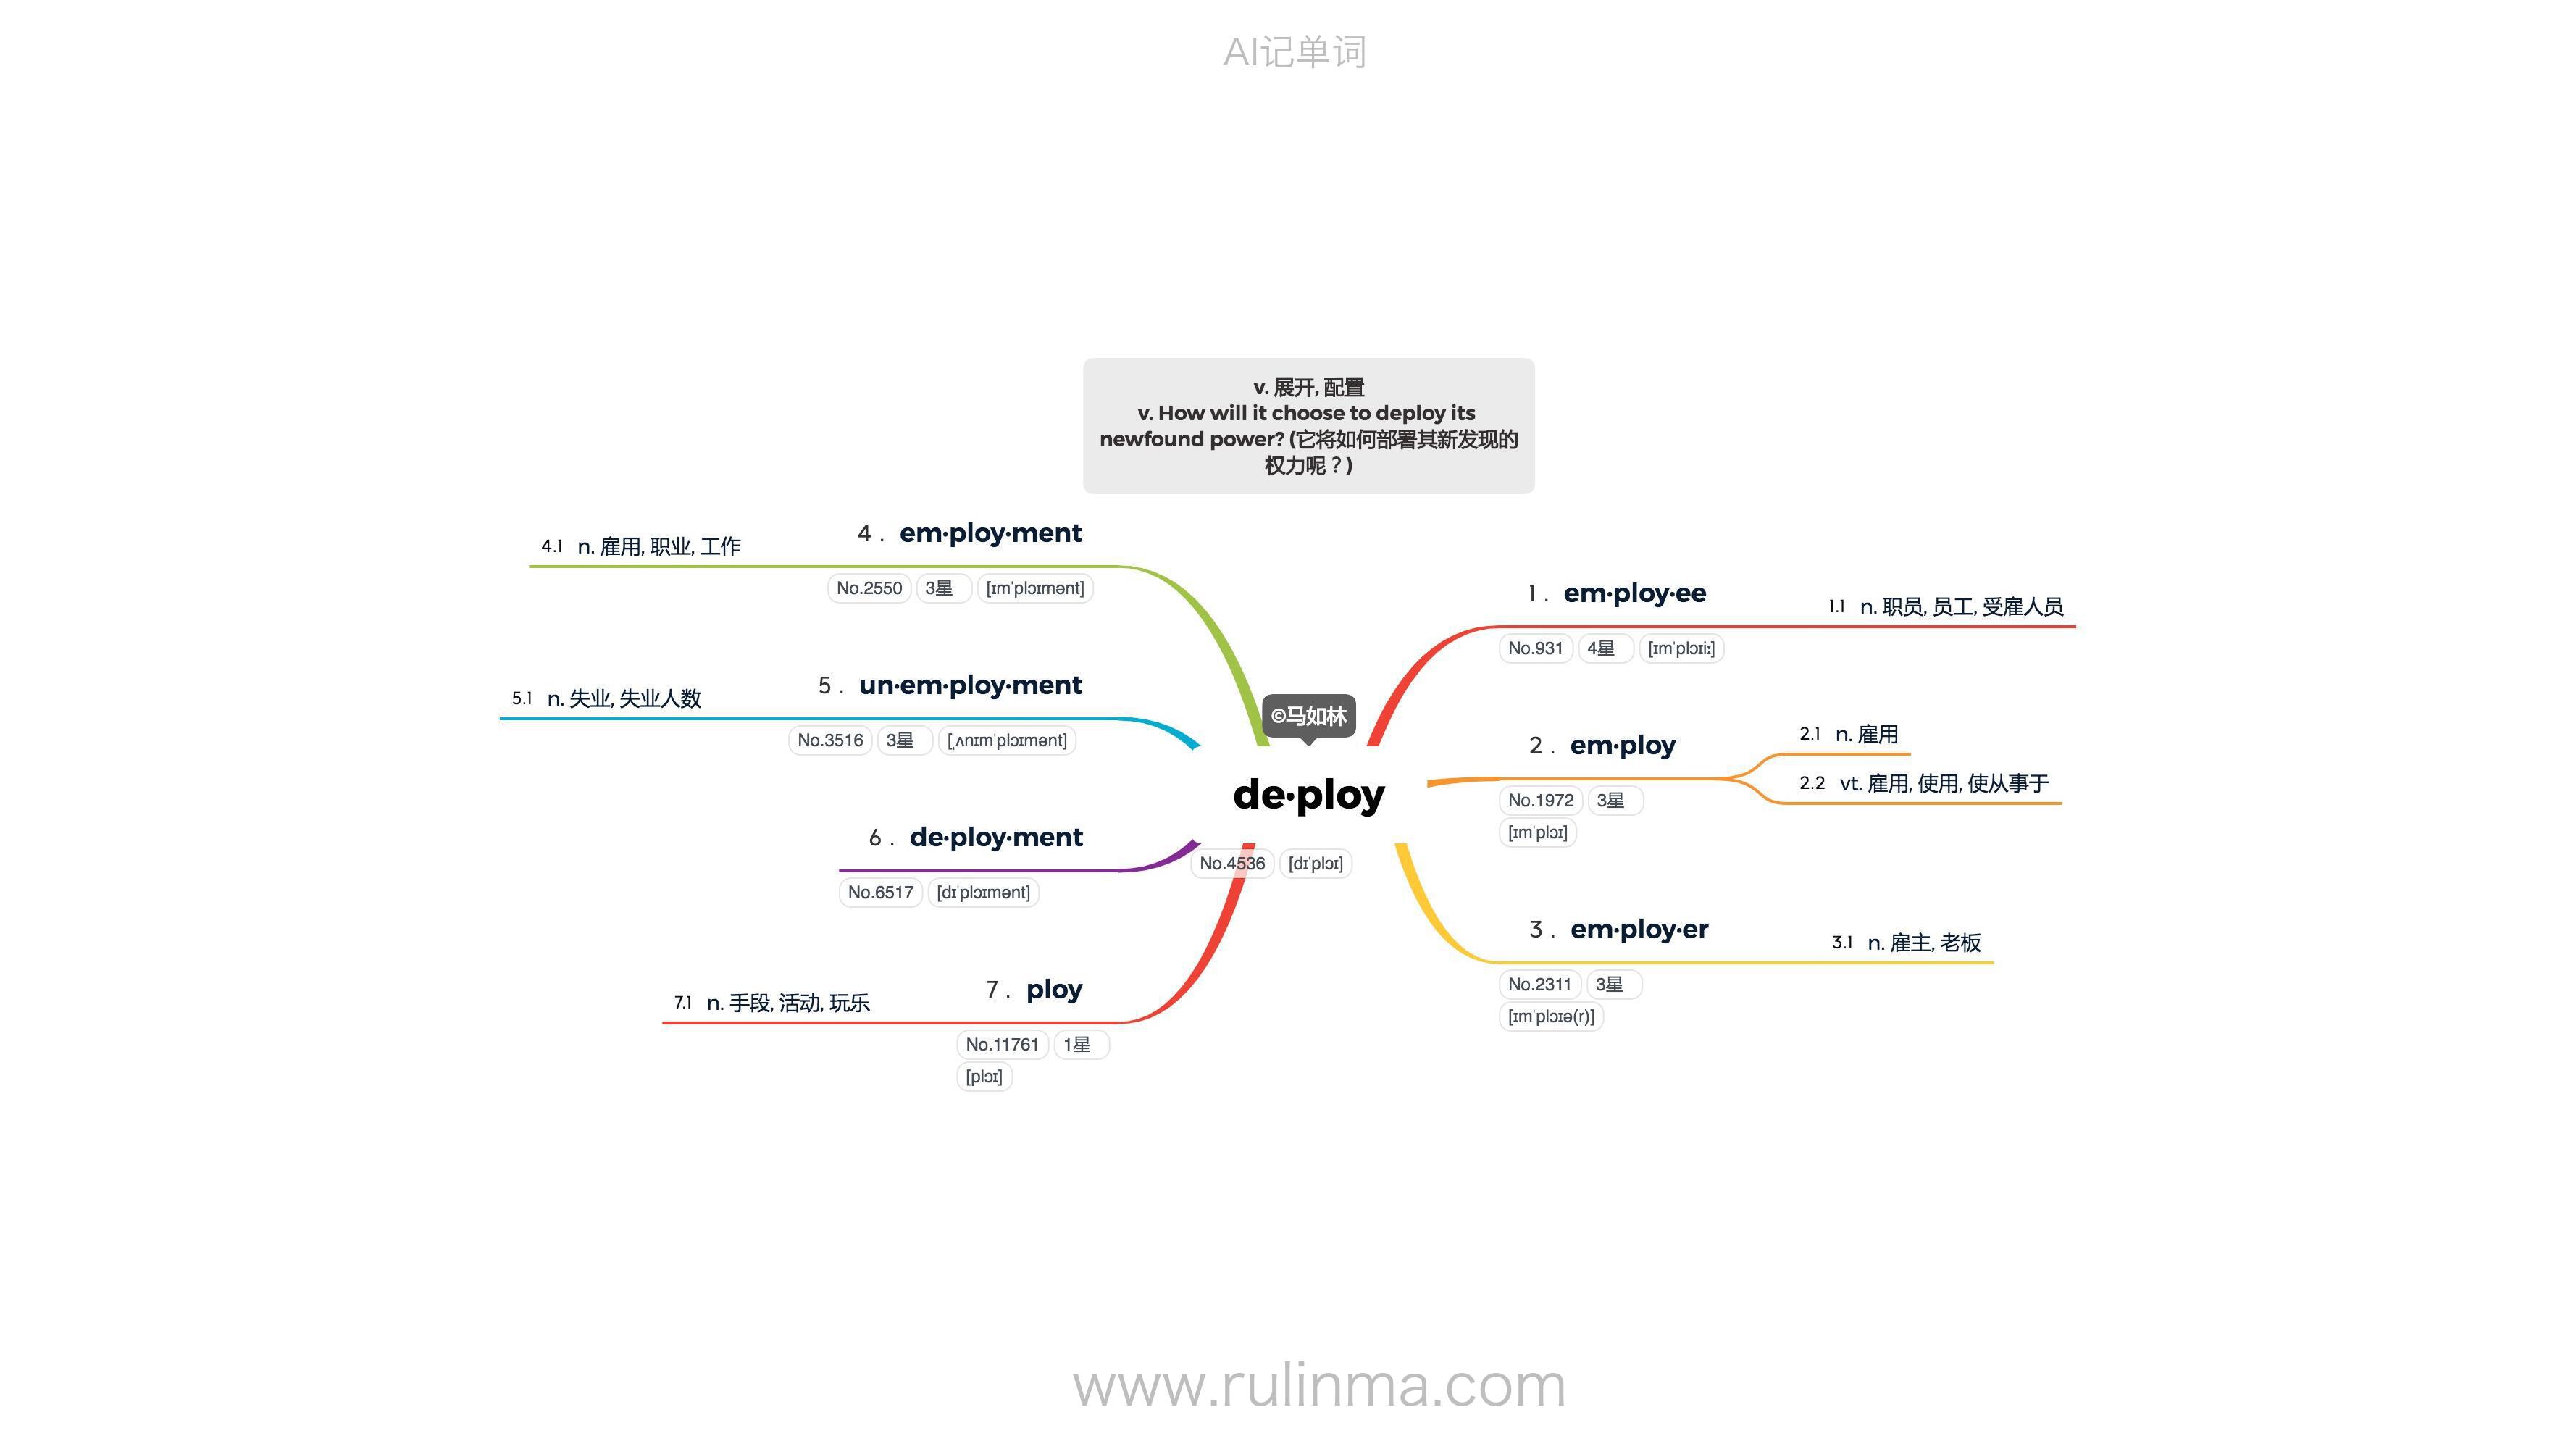 AI记单词
v. 展开, 配置
v. How will it choose to deploy its
newfound power? (它将如何部署其新发现的
权力呢？)
©马如林
de·ploy
No.4536 [dɪˈplɔɪ]
1 . em·ploy·ee
No.931 4星 [ɪmˈplɔɪiː]
1.1 n. 职员, 员工, 受雇人员
2 . em·ploy
No.1972 3星
[ɪmˈplɔɪ]
2.1 n. 雇用
2.2 vt. 雇用, 使用, 使从事于
3 . em·ploy·er
No.2311 3星
[ɪmˈplɔɪə(r)]
3.1 n. 雇主, 老板
4 . em·ploy·ment
No.2550 3星 [ɪmˈplɔɪmənt]
4.1 n. 雇用, 职业, 工作
5 . un·em·ploy·ment
No.3516 3星 [ˌʌnɪmˈplɔɪmənt]
5.1 n. 失业, 失业人数
6 . de·ploy·ment
No.6517 [dɪˈplɔɪmənt]
7 . ploy
No.11761 1星
[plɔɪ]
7.1 n. 手段, 活动, 玩乐
www.rulinma.com